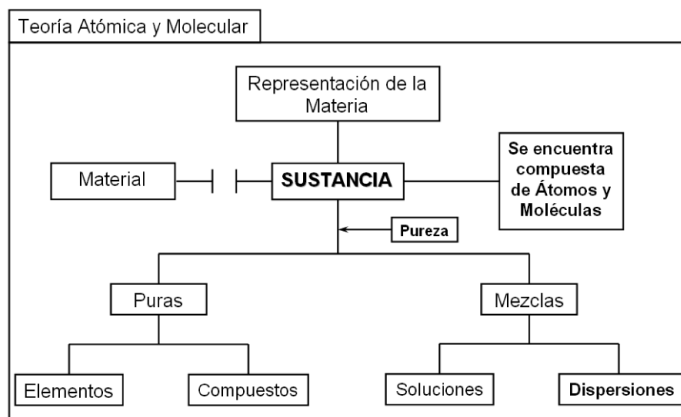 Teoría Atómica y Molecular
Representación de la
Materia
Material
SUSTANCIA
Se encuentra
compuesta
de Átomos y
Moléculas
Pureza
Puras
Mezclas
Elementos
Compuestos
Soluciones
Dispersiones